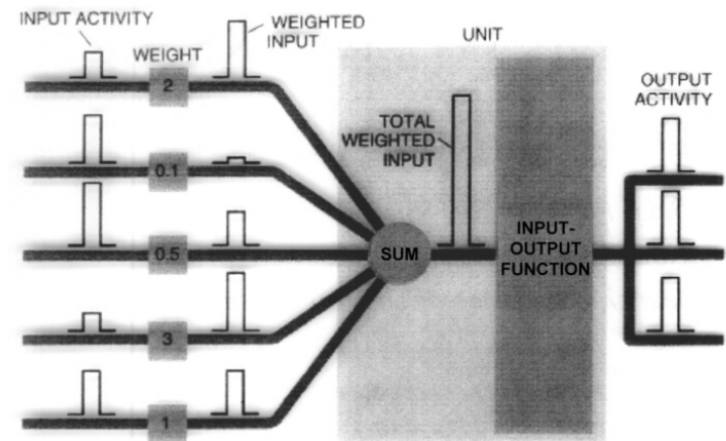 INPUT ACTIVITY
WEIGHTED
INPUT
WEIGHT
UNIT
OUTPUT
ACTIVITY
2
TOTAL
WEIGHTED
INPUT
0.1
0.5
SUM
INPUT-
OUTPUT
FUNCTION
3
1